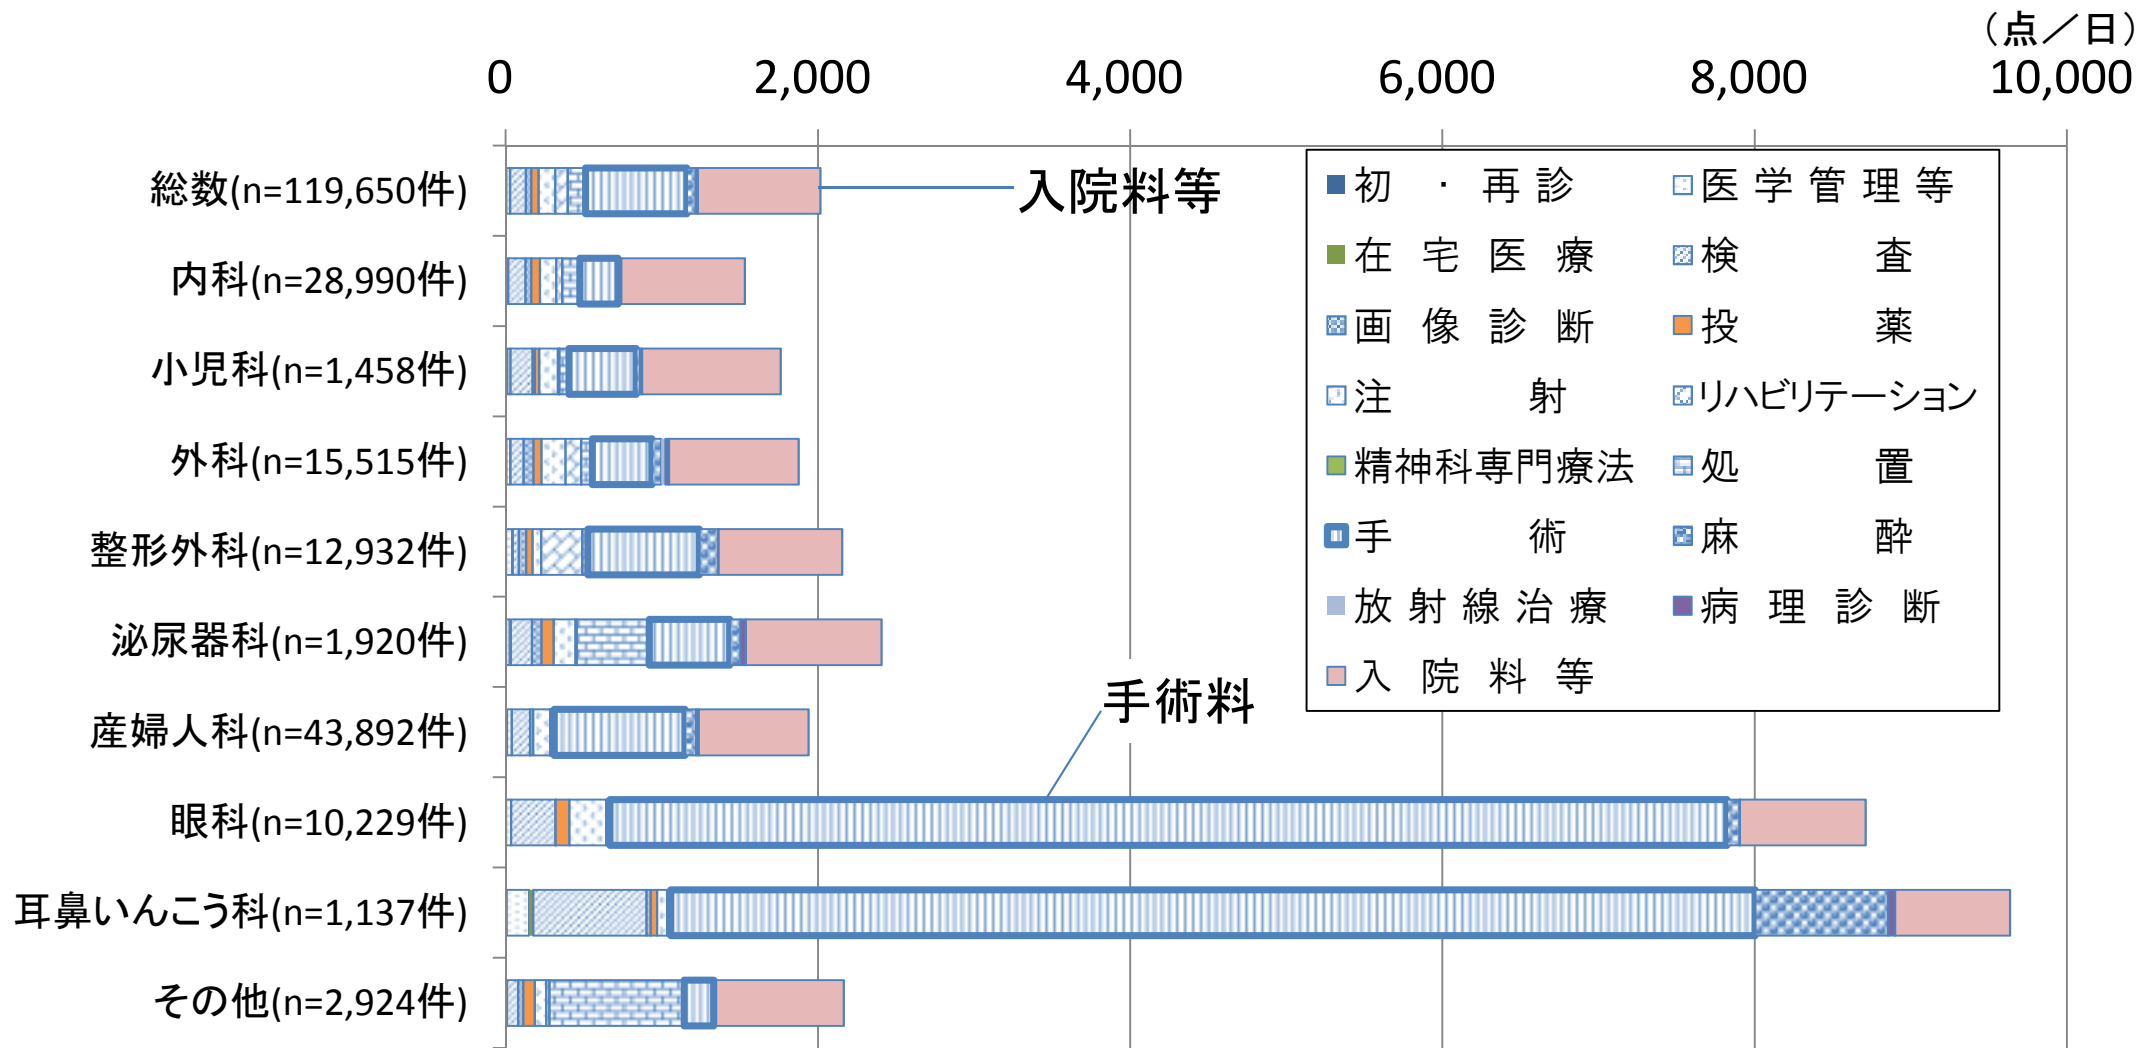 （点／日）
0 2,000 4,000 6,000 8,000 10,000
総数(n=119,650件)
内科(n=28,990件)
小児科(n=1,458件)
外科(n=15,515件)
整形外科(n=12,932件)
泌尿器科(n=1,920件)
産婦人科(n=43,892件)
眼科(n=10,229件)
耳鼻いんこう科(n=1,137件)
その他(n=2,924件)
入院料等
手術料
初・再診 医学管理等
在宅医療 検査
画像診断 投薬
注射 リハビリテーション
精神科専門療法 処置
手術 麻酔
放射線治療 病理診断
入院料等